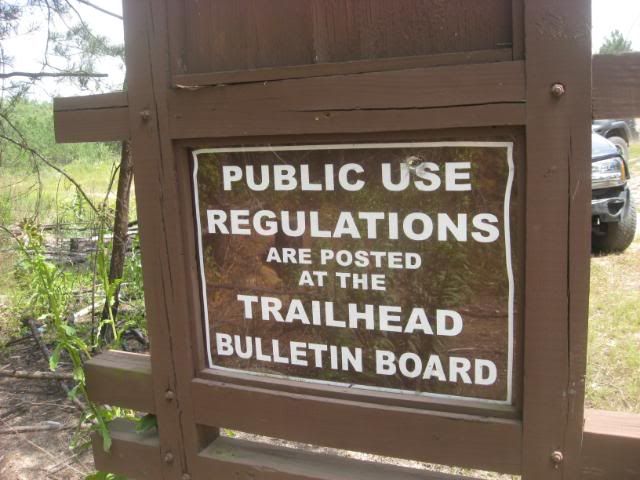 PUBLIC USE
REGULATIONS
ARE POSTED
AT THE
TRAILHEAD
BULLETIN BOARD